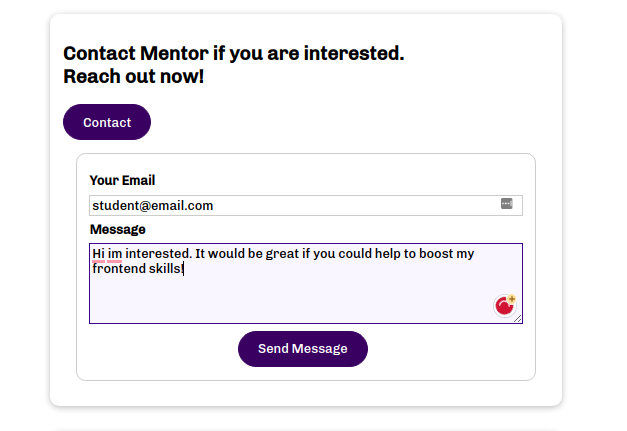 Contact Mentor if you are interested.
Reach out now!
Contact
Your Email
student@email.com
Message
Hi im interested. It would be great if you could help to boost my
frontend skills!
Send Message